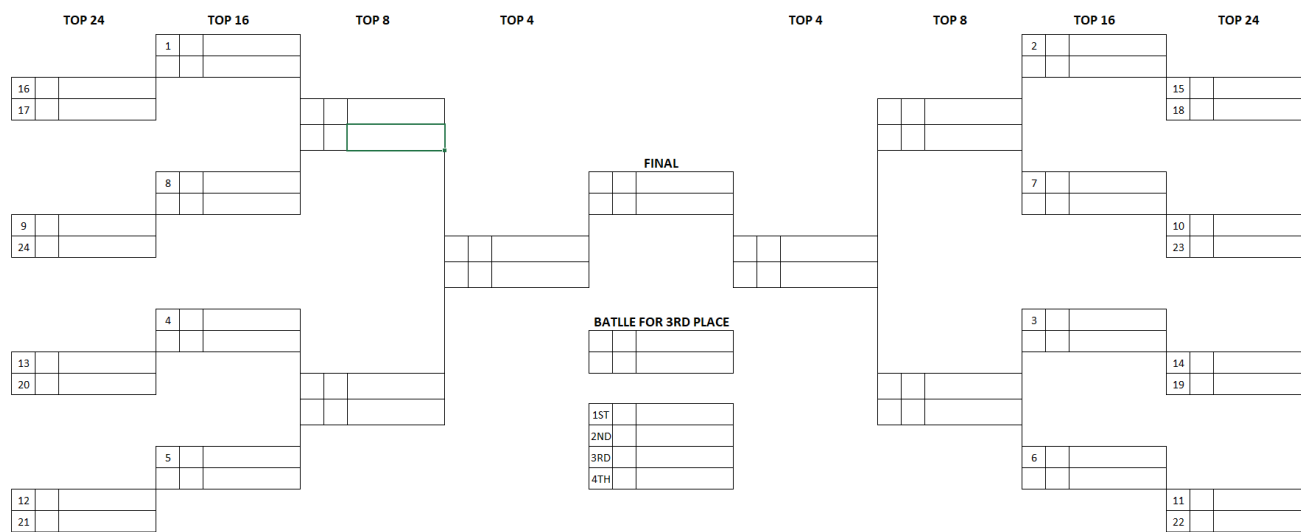 TOP 24 TOP 16 TOP 8 TOP 4 TOP 4 TOP 8 TOP 16 TOP 24
1 2
16 15
17 18
FINAL
8 7
9 10
24 23
4 BATLLE FOR 3RD PLACE 3
13 14
20 19
1ST
2ND
5 3RD 6
4TH
12 11
21 22